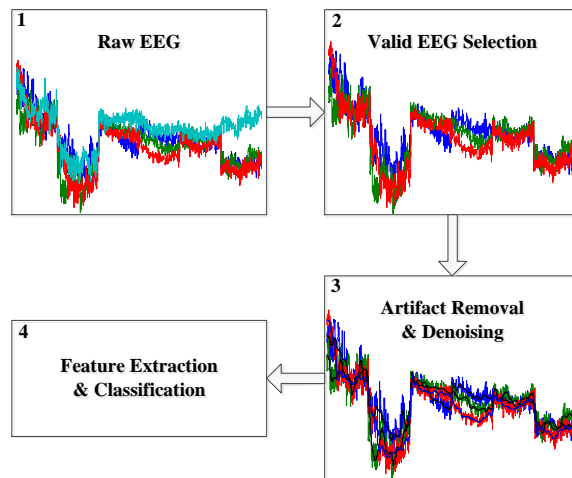 1
Raw EEG
2
Valid EEG Selection
3
Artifact Removal
& Denoising
4
Feature Extraction
& Classification